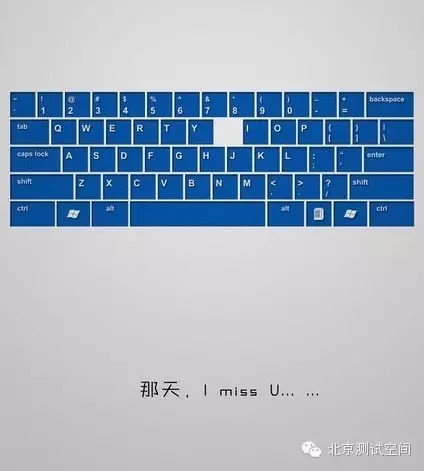 ~ ! @ # $ % ^ & * ( ) _ +
` 1 2 3 4 5 6 7 8 9 0 - = backspace
tab Q W E R T Y I O P { [ } ] | \
caps lock A S D F G H J K L : ; " ' enter
shift Z X C V B N M < , > . ? / shift
ctrl alt alt ctrl
那天, I miss U... ...
北京测试空间